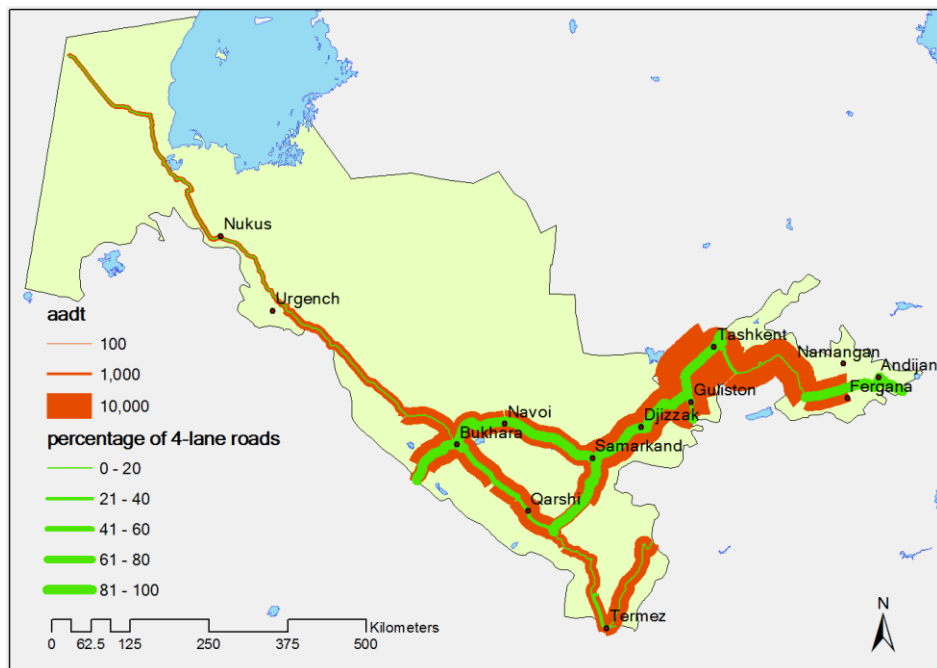 Nukus
Urgench
aadt
100
1,000
10,000
percentage of 4-lane roads
0 - 20
21 - 40
41 - 60
61 - 80
81 - 100
Tashkent
Namangan
Andijan
Fergana
Guliston
Djizzak
Navoi
Bukhara
Samarkand
Qarshi
Termez
Kilometers
0 62.5 125 250 375 500
N